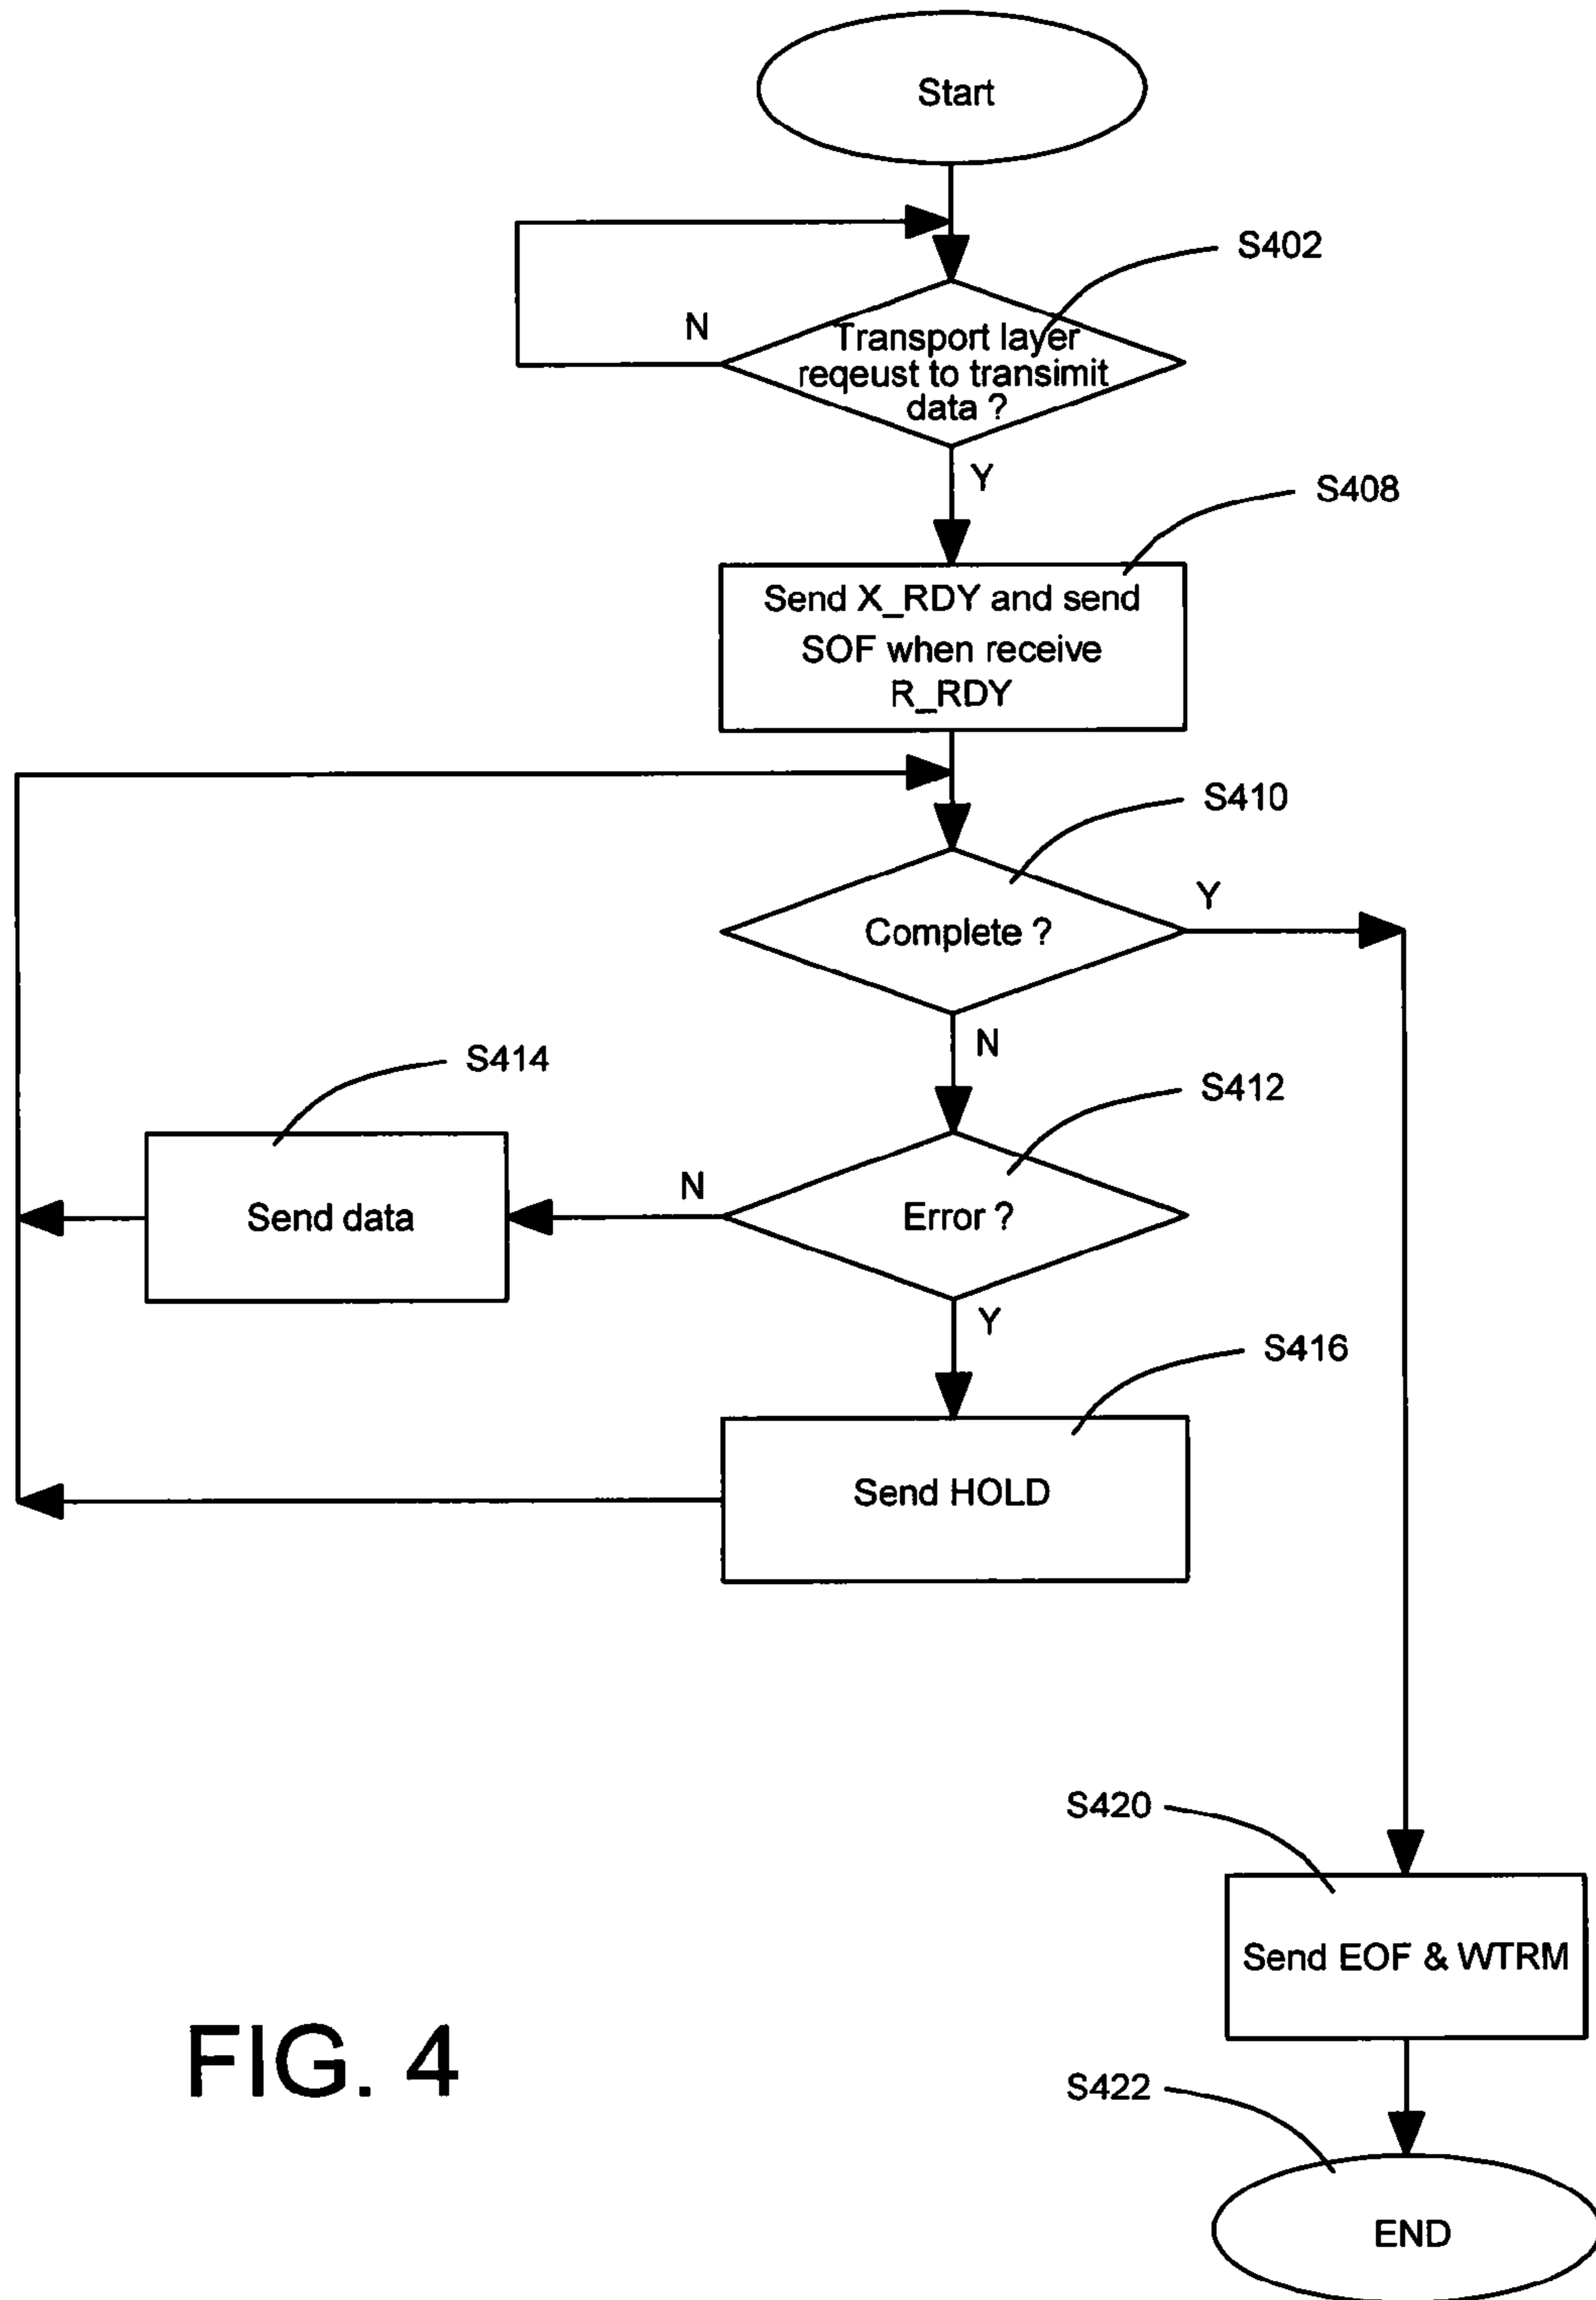 Start
S402
N
Transport layer
reqeust to transimit
data ?
Y
S408
Send X_RDY and send
SOF when receive
R_RDY
S410
Y
Complete ?
N
S414
S412
N
Send data
Error ?
Y
S416
Send HOLD
S420
Send EOF & WTRM
FIG. 4
S422
END